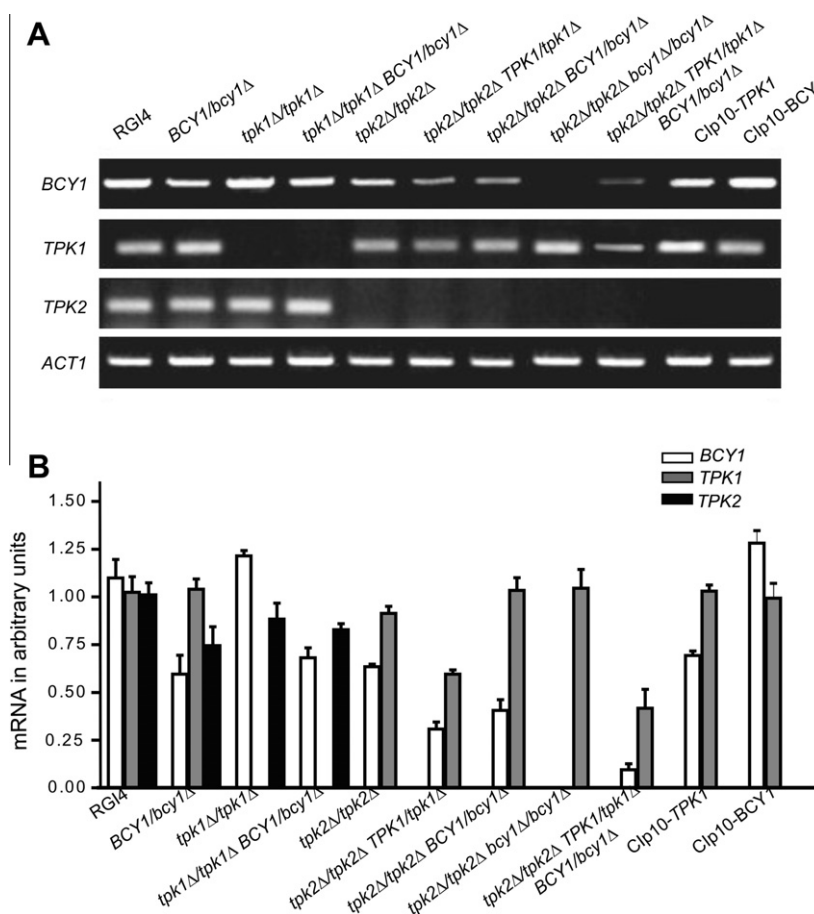 A
RGI4
BCY1/bcy1Δ
tpk1Δ/tpk1Δ
tpk1Δ/tpk1Δ BCY1/bcy1Δ
tpk2Δ/tpk2Δ
tpk2Δ/tpk2Δ TPK1/tpk1Δ
tpk2Δ/tpk2Δ BCY1/bcy1Δ
tpk2Δ/tpk2Δ bcy1Δ/bcy1Δ
tpk2Δ/tpk2Δ TPK1/tpk1Δ
BCY1/bcy1Δ
Clp10-TPK1
Clp10-BCY
BCY1
TPK1
TPK2
ACT1
B
BCY1
TPK1
TPK2
mRNA in arbitrary units
1.50
1.25
1.00
0.75
0.50
0.25
0.00
RGI4
BCY1/bcy1Δ
tpk1Δ/tpk1Δ
tpk1Δ/tpk1Δ BCY1/bcy1Δ
tpk2Δ/tpk2Δ
tpk2Δ/tpk2Δ TPK1/tpk1Δ
tpk2Δ/tpk2Δ BCY1/bcy1Δ
tpk2Δ/tpk2Δ bcy1Δ/bcy1Δ
tpk2Δ/tpk2Δ TPK1/tpk1Δ
BCY1/bcy1Δ
Clp10-TPK1
Clp10-BCY1